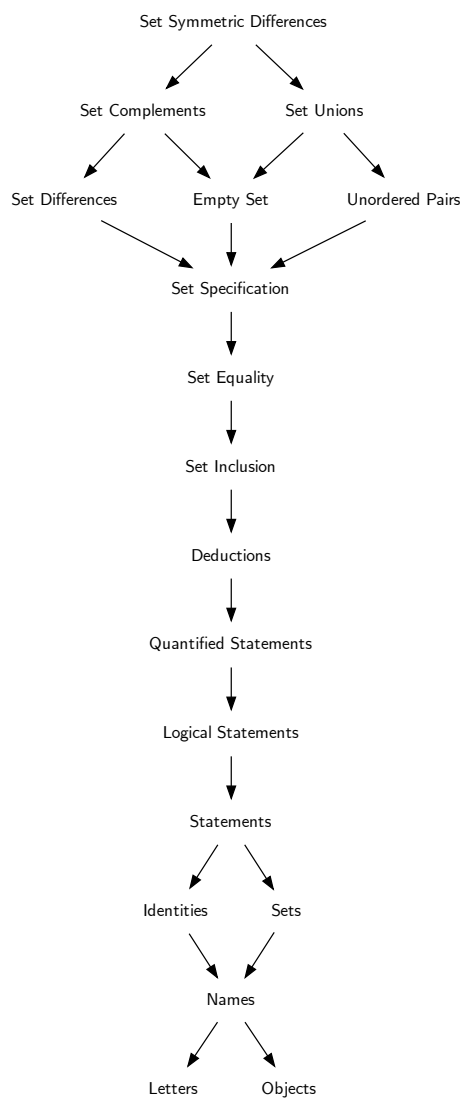 Set Symmetric Differences
Set Complements
Set Unions
Set Differences
Empty Set
Unordered Pairs
Set Specification
Set Equality
Set Inclusion
Deductions
Quantified Statements
Logical Statements
Statements
Identities
Sets
Names
Letters
Objects